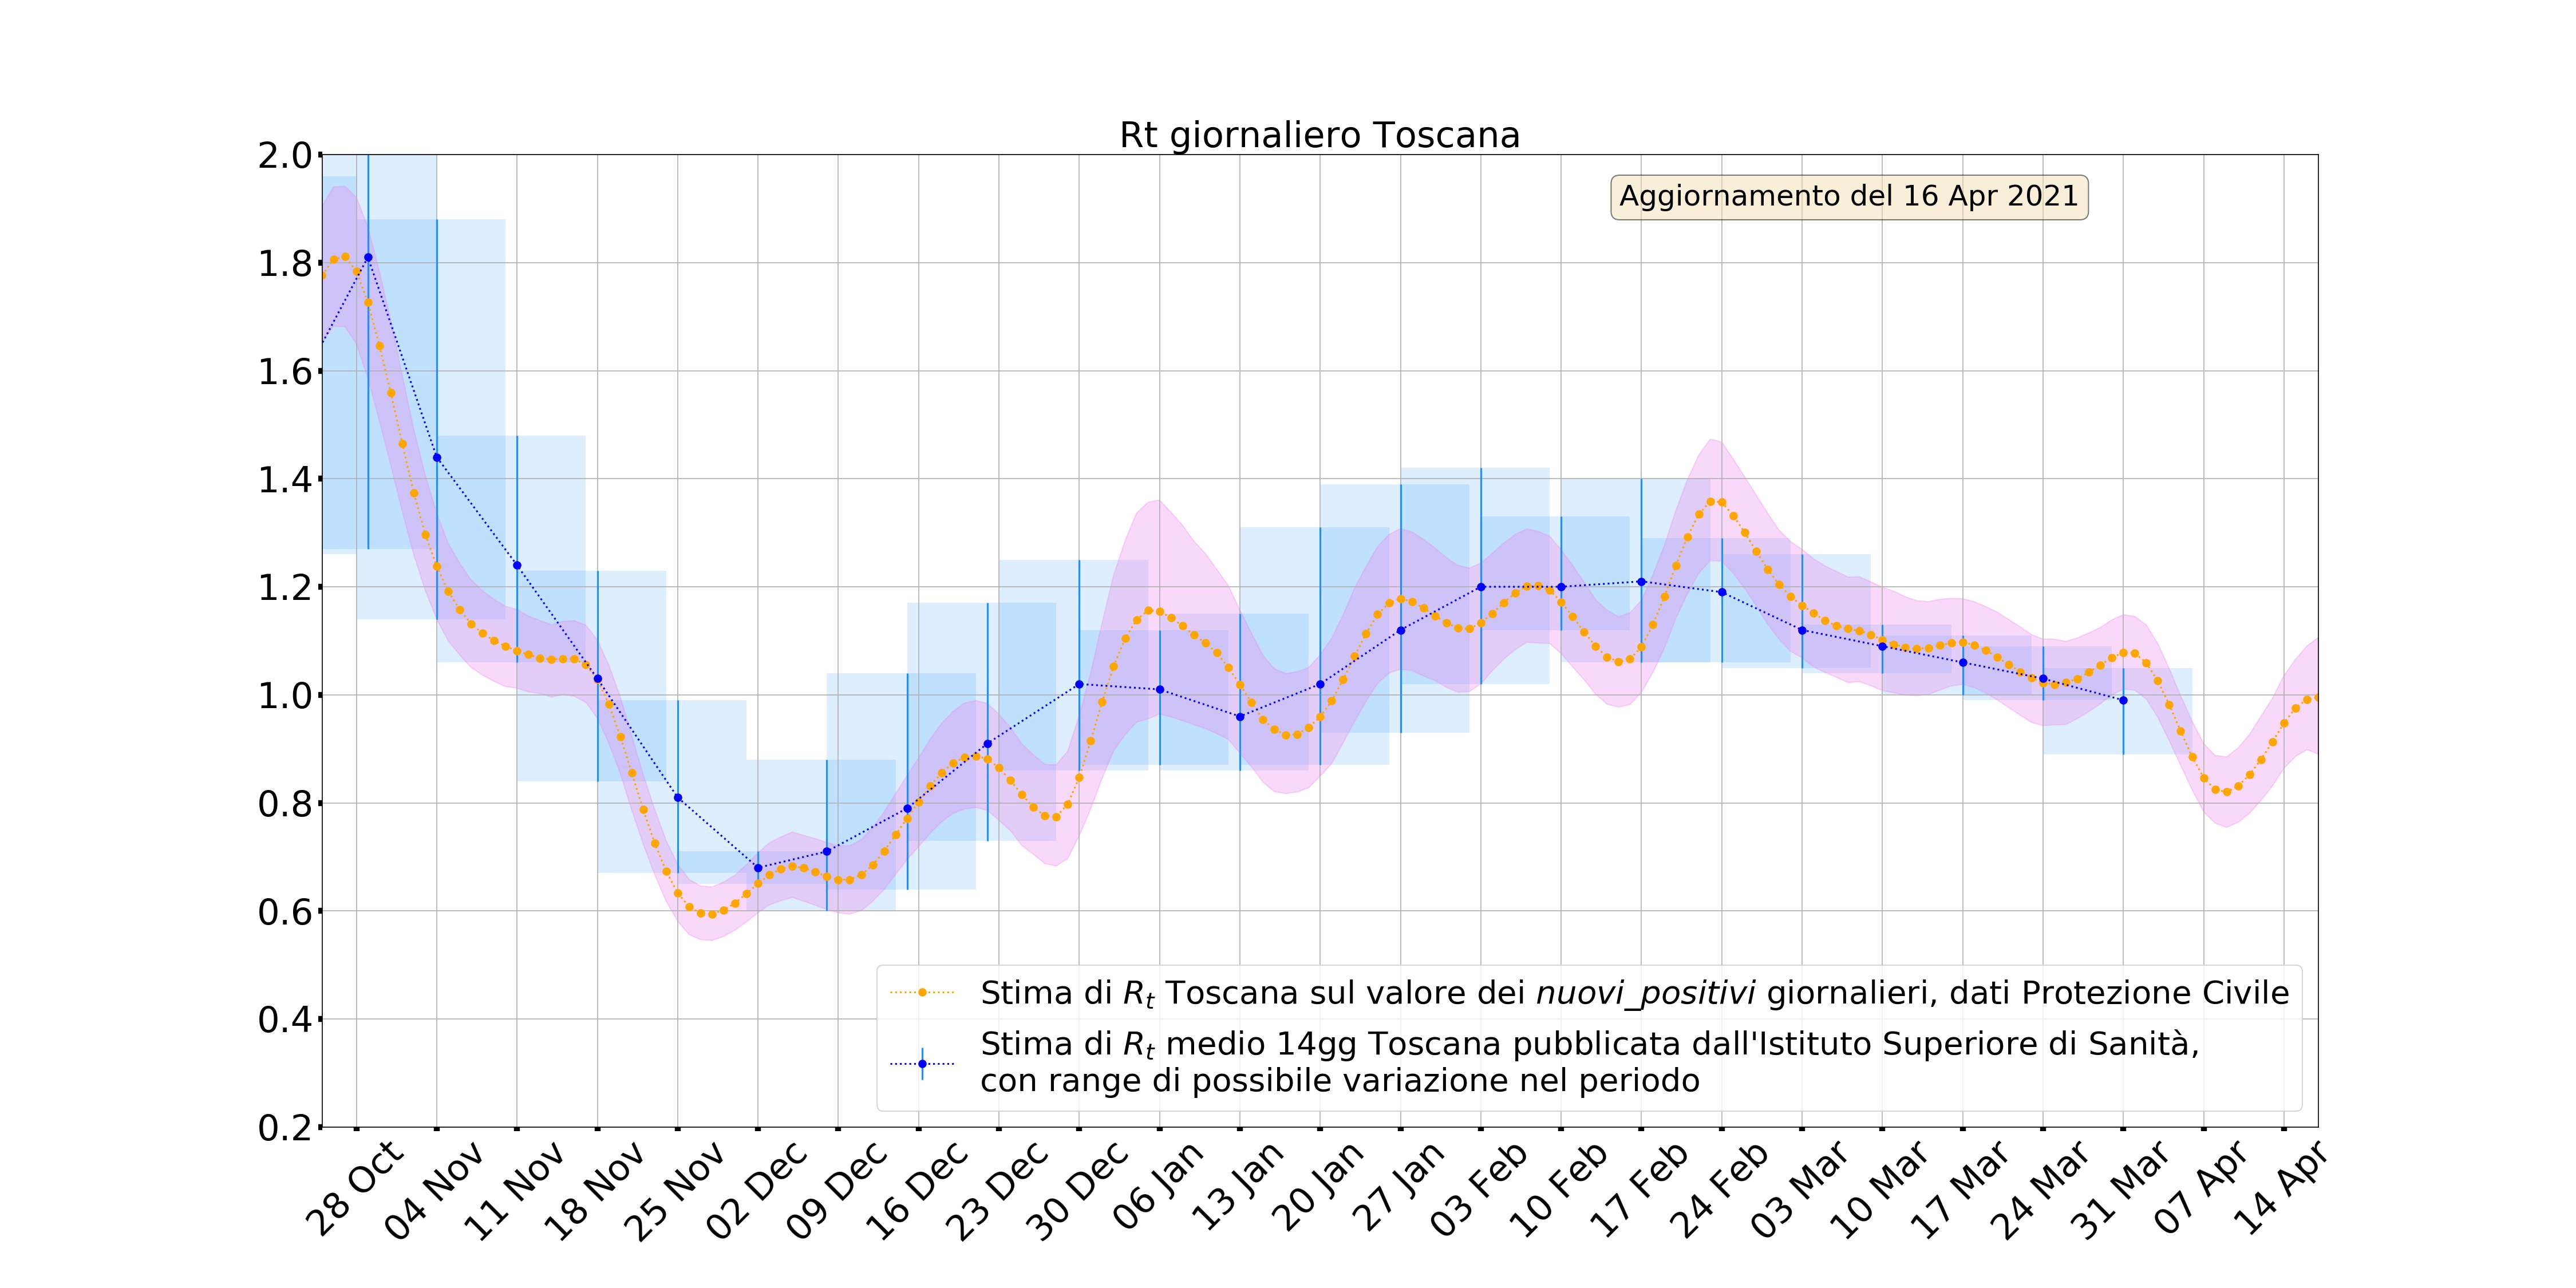 Rt giornaliero Toscana
Aggiornamento del 16 Apr 2021
2.0
1.8
1.6
1.4
1.2
1.0
0.8
0.6
0.4
0.2
Stima di Rt Toscana sul valore dei nuovi_positivi giornalieri, dati Protezione Civile
Stima di Rt medio 14gg Toscana pubblicata dall'Istituto Superiore di Sanità,
con range di possibile variazione nel periodo
28 Oct
04 Nov
11 Nov
18 Nov
25 Nov
02 Dec
09 Dec
16 Dec
23 Dec
30 Dec
06 Jan
13 Jan
20 Jan
27 Jan
03 Feb
10 Feb
17 Feb
24 Feb
03 Mar
10 Mar
17 Mar
24 Mar
31 Mar
07 Apr
14 Apr